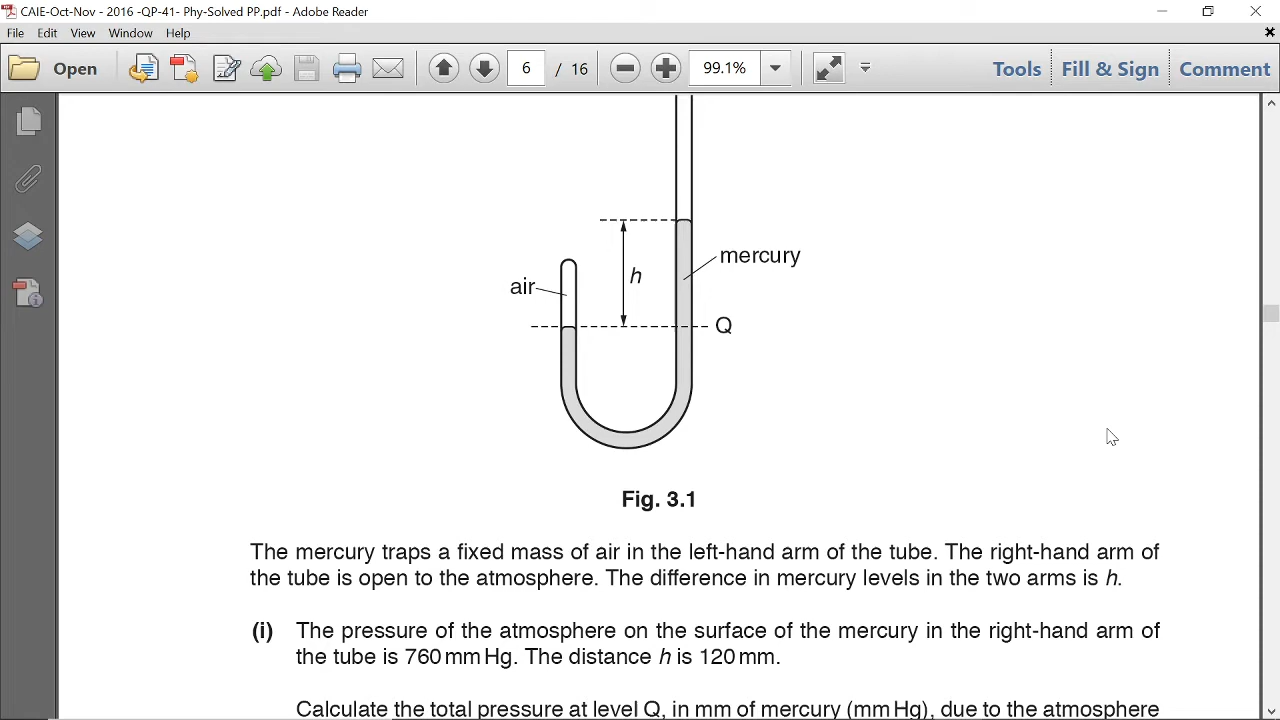 CAIE-Oct-Nov - 2016 -QP-41- Phy-Solved PP.pdf - Adobe Reader
File Edit View Window Help
Open 6 / 16 99.1% Tools Fill & Sign Comment
h
mercury
air
Q
Fig. 3.1
The mercury traps a fixed mass of air in the left-hand arm of the tube. The right-hand arm of
the tube is open to the atmosphere. The difference in mercury levels in the two arms is h.
(i) The pressure of the atmosphere on the surface of the mercury in the right-hand arm of
the tube is 760 mm Hg. The distance h is 120 mm.
Calculate the total pressure at level Q, in mm of mercury (mm Hg), due to the atmosphere